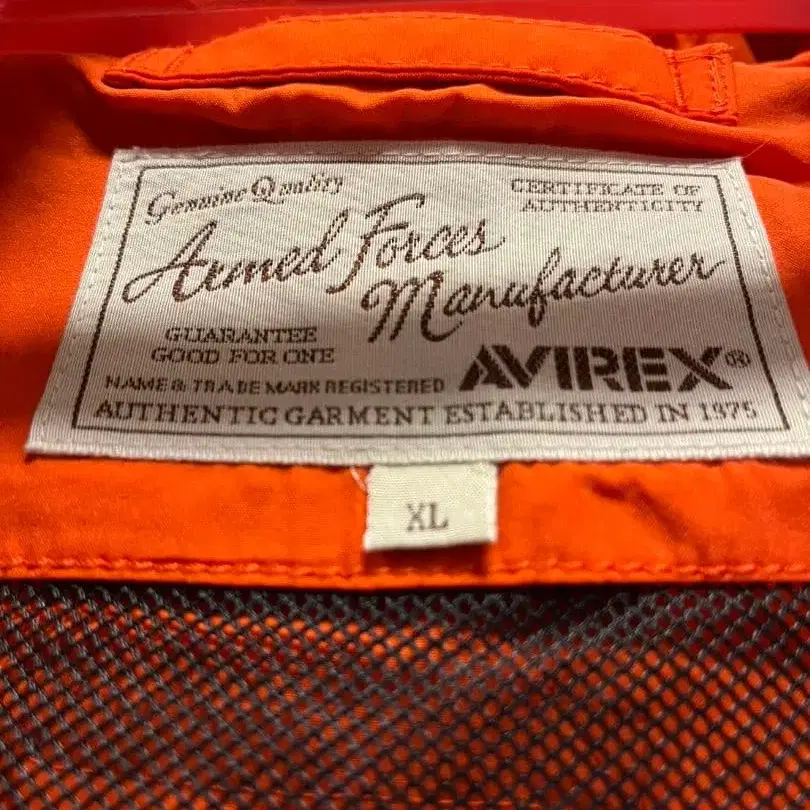 Genuine Quality
CERTIFICATE OF
AUTHENTICITY
Armed Forces
Manufacturer
GUARANTEE
GOOD FOR ONE
AVIREX®
NAME & TRADE MARK REGISTERED
AUTHENTIC GARMENT ESTABLISHED IN 1975
XL